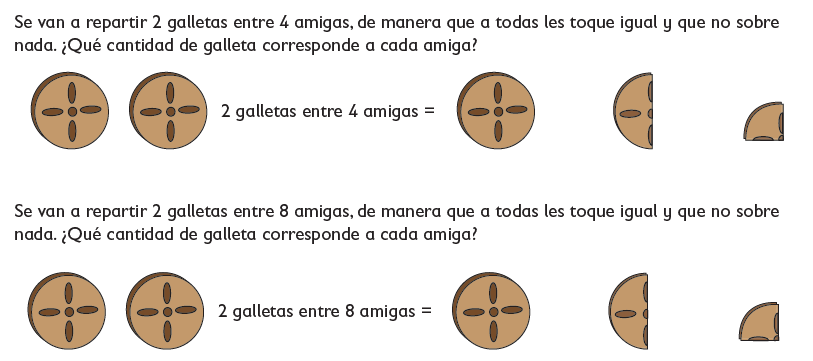 Se van a repartir 2 galletas entre 4 amigas, de manera que a todas les toque igual y que no sobre
nada. ¿Qué cantidad de galleta corresponde a cada amiga?
2 galletas entre 4 amigas =
Se van a repartir 2 galletas entre 8 amigas, de manera que a todas les toque igual y que no sobre
nada. ¿Qué cantidad de galleta corresponde a cada amiga?
2 galletas entre 8 amigas =